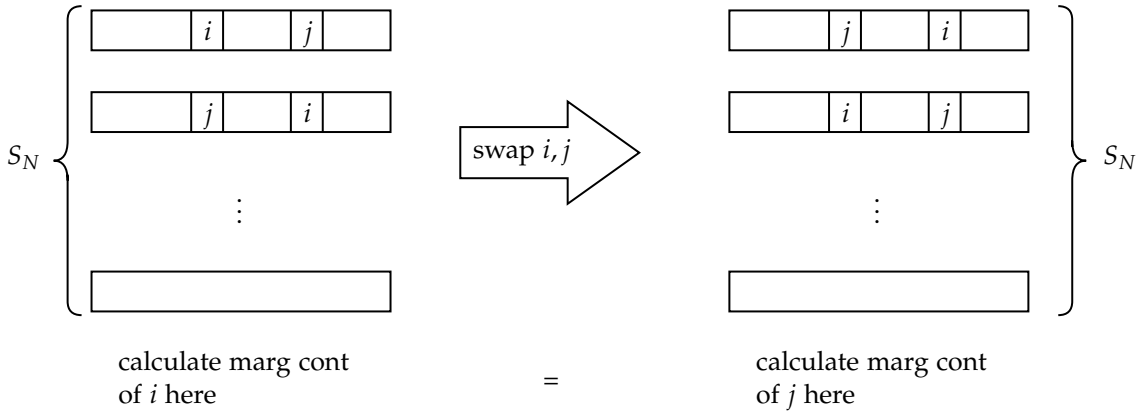 i j j i
j i i j
S_N swap i, j S_N
⋮ ⋮
calculate marg cont calculate marg cont
of i here = of j here